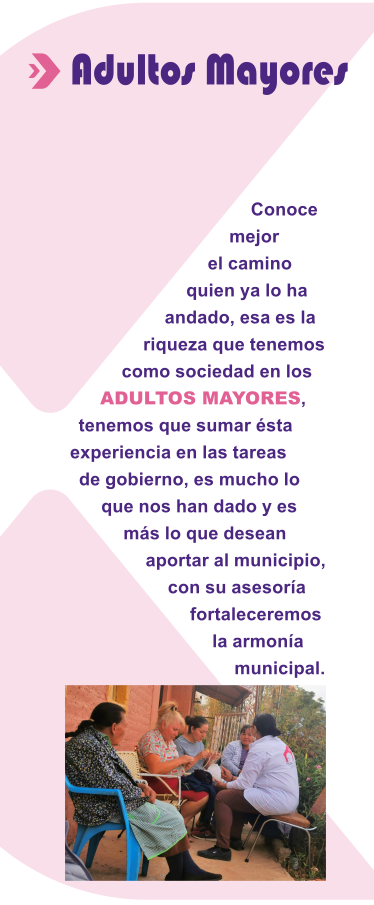 Adultos Mayores
Conoce
mejor
el camino
quien ya lo ha
andado, esa es la
riqueza que tenemos
como sociedad en los
ADULTOS MAYORES,
tenemos que sumar ésta
experiencia en las tareas
de gobierno, es mucho lo
que nos han dado y es
más lo que desean
aportar al municipio,
con su asesoría
fortaleceremos
la armonía
municipal.